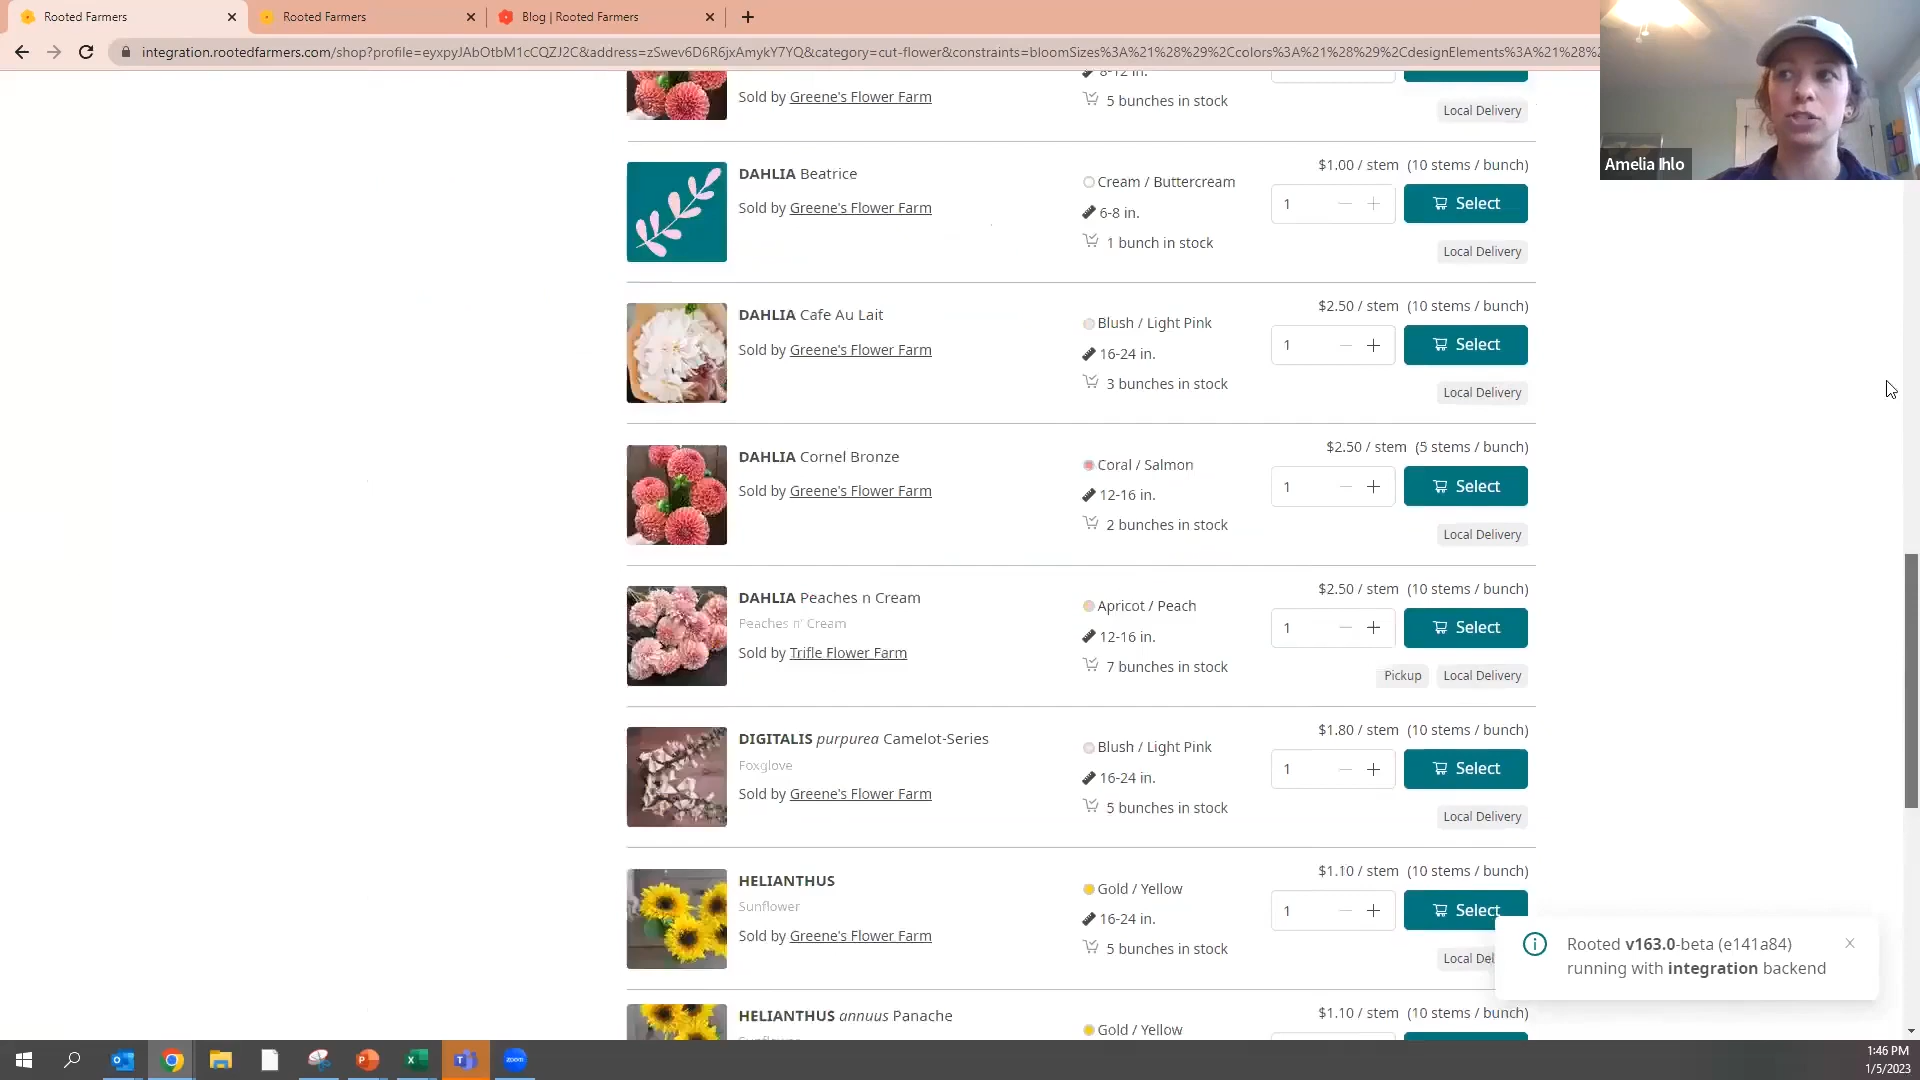 Rooted Farmers
Rooted Farmers
Blog | Rooted Farmers
integration.rootedfarmers.com/shop?profile=eyxpyJAbOtbM1cCQZJ2C&address=zSwev6D6R6jxAmykY7YQ&category=cut-flower&constraints=bloomSizes%3A%21%28%29%2Ccolors%3A%21%28%29%2CdesignElements%3A%21%28%2
8-12 in.
Sold by Greene's Flower Farm
5 bunches in stock
Local Delivery
Amelia Ihlo
$1.00 / stem (10 stems / bunch)
DAHLIA Beatrice
Cream / Buttercream
1
Select
Sold by Greene's Flower Farm
6-8 in.
1 bunch in stock
Local Delivery
$2.50 / stem (10 stems / bunch)
DAHLIA Cafe Au Lait
Blush / Light Pink
1
Select
Sold by Greene's Flower Farm
16-24 in.
3 bunches in stock
Local Delivery
$2.50 / stem (5 stems / bunch)
DAHLIA Cornel Bronze
Coral / Salmon
1
Select
Sold by Greene's Flower Farm
12-16 in.
2 bunches in stock
Local Delivery
$2.50 / stem (10 stems / bunch)
DAHLIA Peaches n Cream
Apricot / Peach
Peaches n' Cream
1
Select
12-16 in.
Sold by Trifle Flower Farm
7 bunches in stock
Pickup
Local Delivery
$1.80 / stem (10 stems / bunch)
DIGITALIS purpurea Camelot-Series
Blush / Light Pink
Foxglove
1
Select
16-24 in.
Sold by Greene's Flower Farm
5 bunches in stock
Local Delivery
$1.10 / stem (10 stems / bunch)
HELIANTHUS
Gold / Yellow
Sunflower
1
Select
16-24 in.
Sold by Greene's Flower Farm
5 bunches in stock
Local Del
Rooted v163.0-beta (e141a84)
running with integration backend
$1.10 / stem (10 stems / bunch)
HELIANTHUS annuus Panache
Gold / Yellow
Sunflower
zoom
1:46 PM
1/5/2023